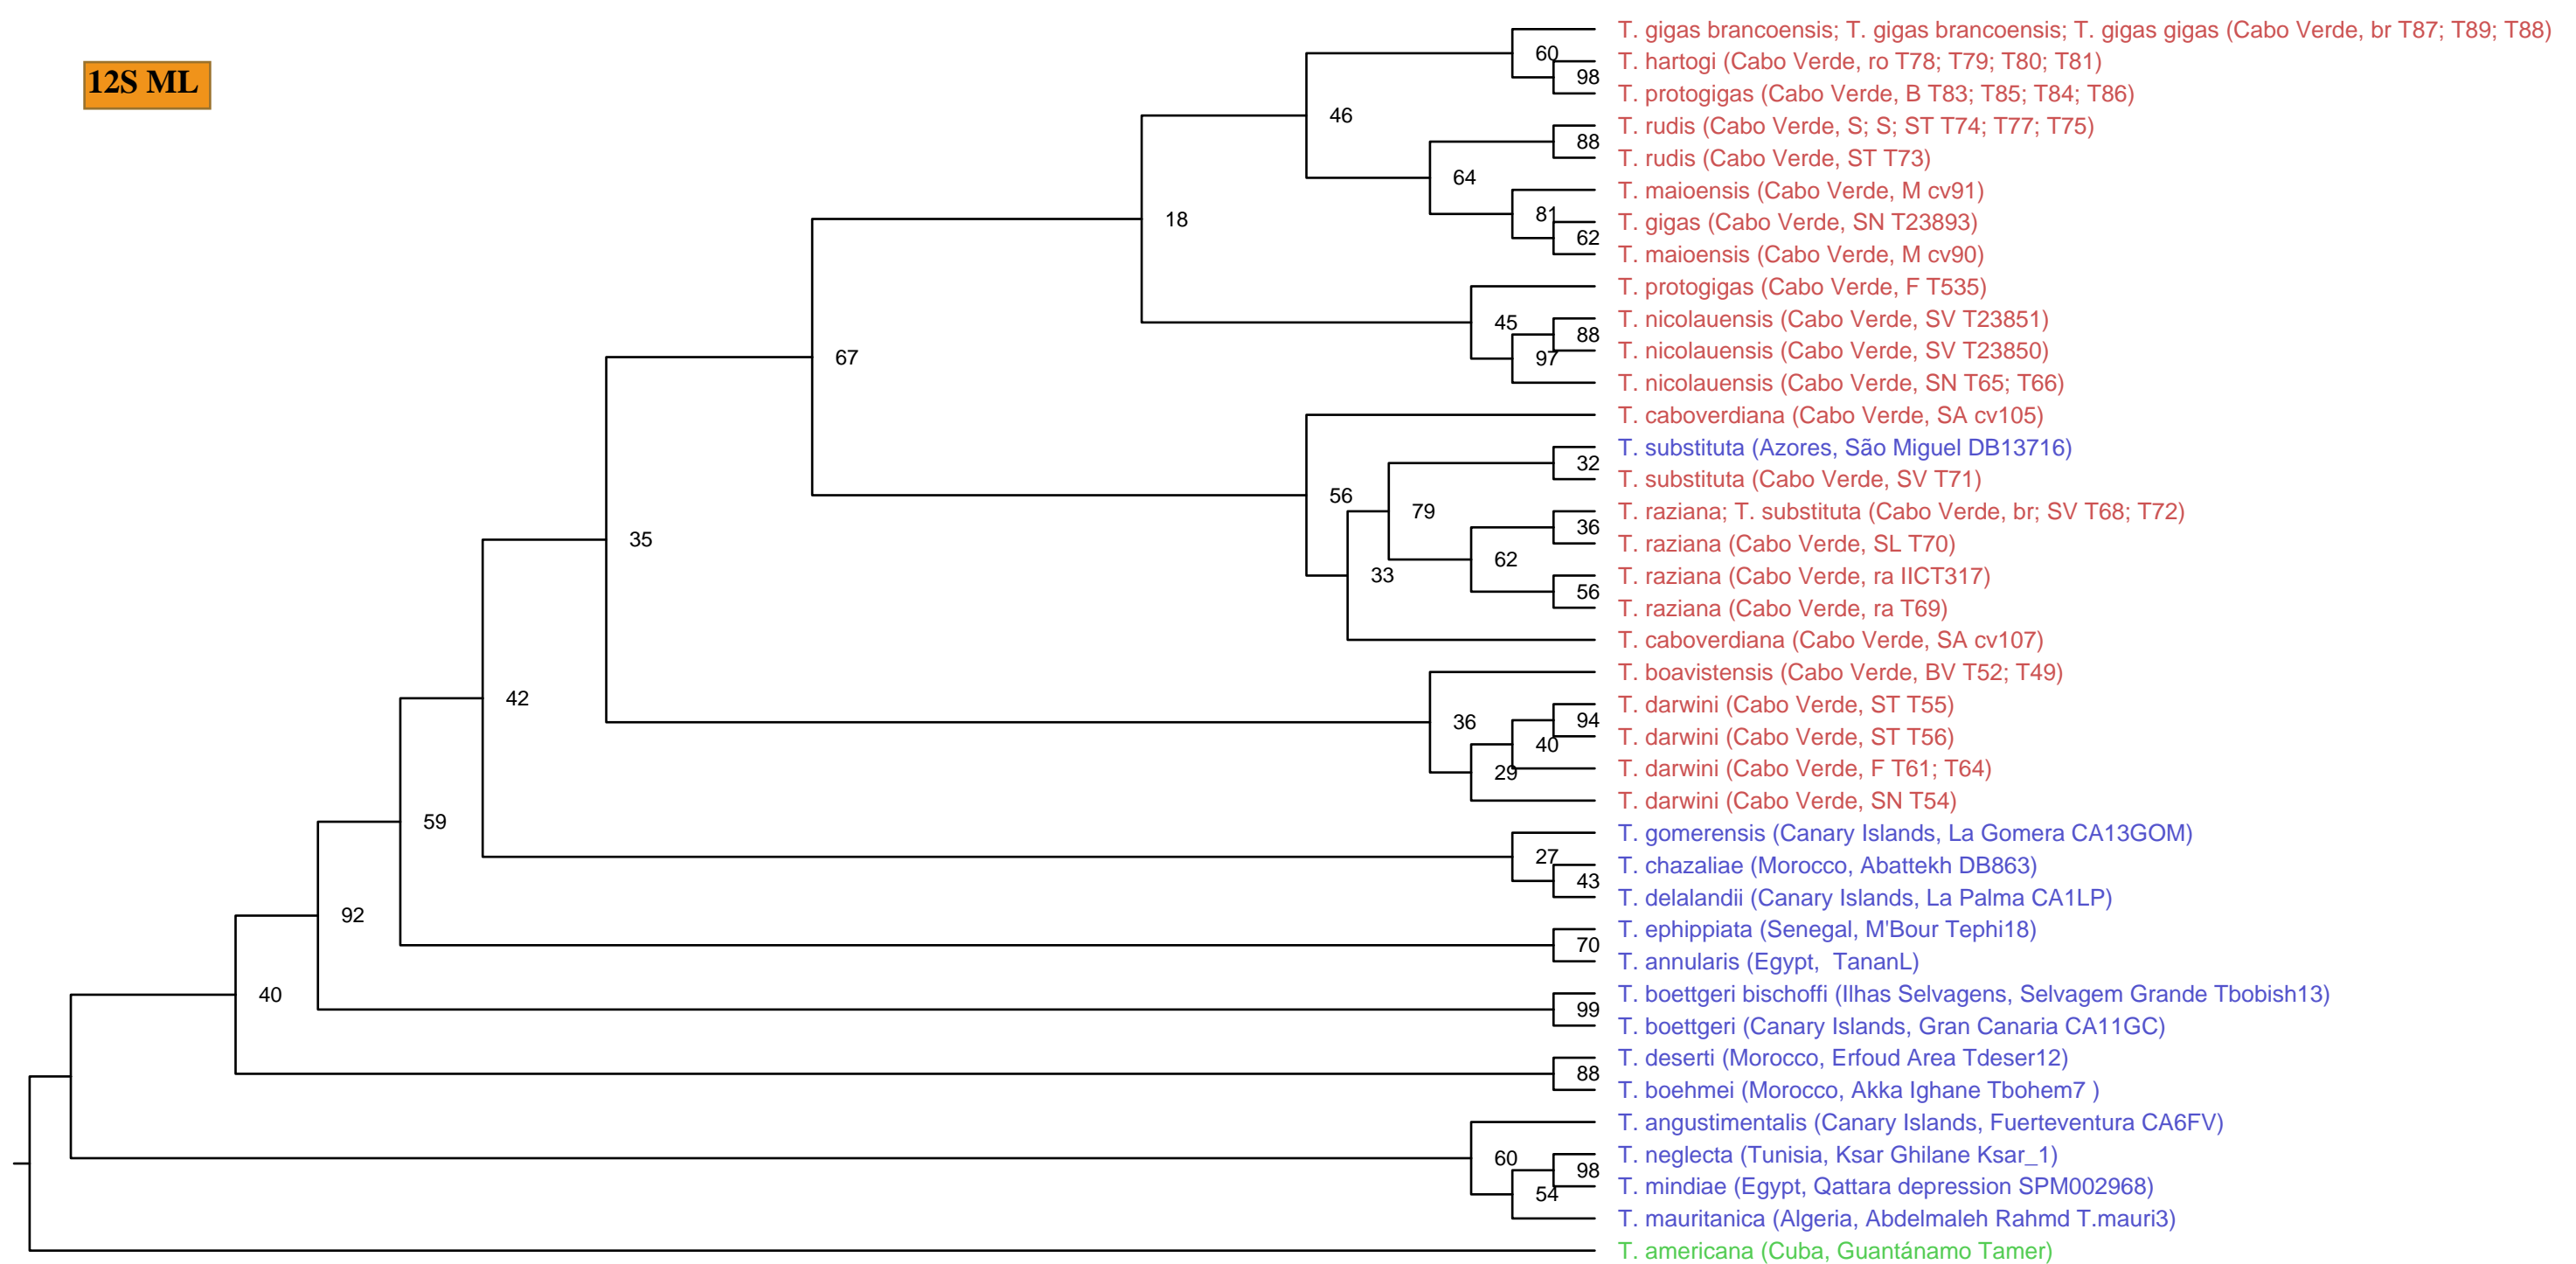 12S ML
T. gigas brancoensis; T. gigas brancoensis; T. gigas gigas (Cabo Verde, br T87; T89; T88)
60
T. hartogi (Cabo Verde, ro T78; T79; T80; T81)
98
T. protogigas (Cabo Verde, B T83; T85; T84; T86)
46
T. rudis (Cabo Verde, S; S; ST T74; T77; T75)
88
T. rudis (Cabo Verde, ST T73)
64
T. maioensis (Cabo Verde, M cv91)
81
18
T. gigas (Cabo Verde, SN T23893)
62
T. maioensis (Cabo Verde, M cv90)
T. protogigas (Cabo Verde, F T535)
45
T. nicolauensis (Cabo Verde, SV T23851)
88
T. nicolauensis (Cabo Verde, SV T23850)
97
67
T. nicolauensis (Cabo Verde, SN T65; T66)
T. caboverdiana (Cabo Verde, SA cv105)
T. substituta (Azores, São Miguel DB13716)
32
T. substituta (Cabo Verde, SV T71)
56
79
T. raziana; T. substituta (Cabo Verde, br; SV T68; T72)
36
35
T. raziana (Cabo Verde, SL T70)
62
33
T. raziana (Cabo Verde, ra IICT317)
56
T. raziana (Cabo Verde, ra T69)
T. caboverdiana (Cabo Verde, SA cv107)
T. boavistensis (Cabo Verde, BV T52; T49)
42
T. darwini (Cabo Verde, ST T55)
36
94
T. darwini (Cabo Verde, ST T56)
40
T. darwini (Cabo Verde, F T61; T64)
29
T. darwini (Cabo Verde, SN T54)
59
T. gomerensis (Canary Islands, La Gomera CA13GOM)
27
T. chazaliae (Morocco, Abattekh DB863)
43
T. delalandii (Canary Islands, La Palma CA1LP)
92
T. ephippiata (Senegal, M'Bour Tephi18)
70
T. annularis (Egypt,  TananL)
40
T. boettgeri bischoffi (Ilhas Selvagens, Selvagem Grande Tbobish13)
99
T. boettgeri (Canary Islands, Gran Canaria CA11GC)
T. deserti (Morocco, Erfoud Area Tdeser12)
88
T. boehmei (Morocco, Akka Ighane Tbohem7 )
T. angustimentalis (Canary Islands, Fuerteventura CA6FV)
60
T. neglecta (Tunisia, Ksar Ghilane Ksar_1)
98
T. mindiae (Egypt, Qattara depression SPM002968)
54
T. mauritanica (Algeria, Abdelmaleh Rahmd T.mauri3)
T. americana (Cuba, Guantánamo Tamer)